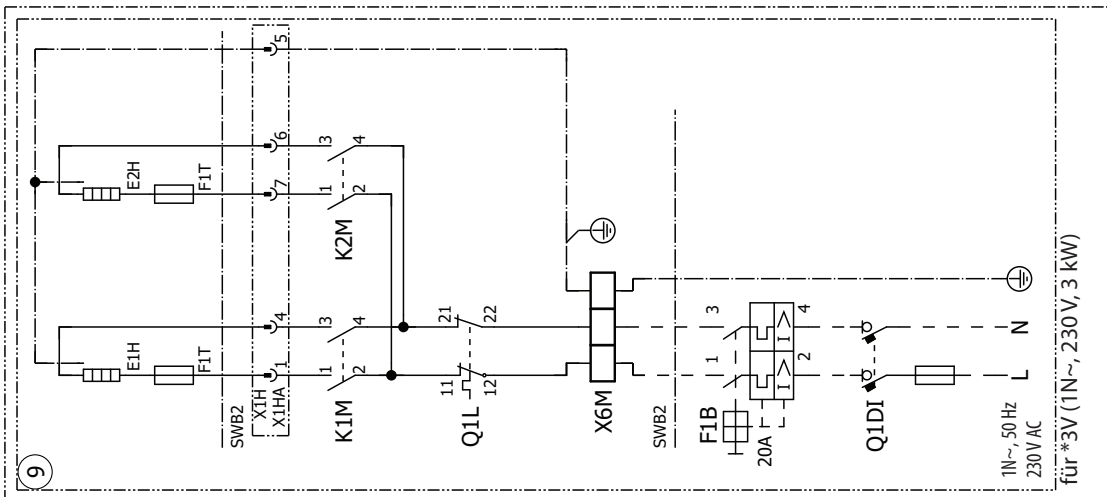 9
E1H
F1T
E2H
F1T
SWB2
X1H
X1HA
1
4
7
6
5
K1M
1
3
2
4
K2M
1
3
2
4
Q1L
11
21
12
22
X6M
SWB2
F1B
20A
1
3
I >
I >
2
4
Q1DI
1N~, 50 Hz
230 V AC
L
N
für *3V (1N~, 230 V, 3 kW)